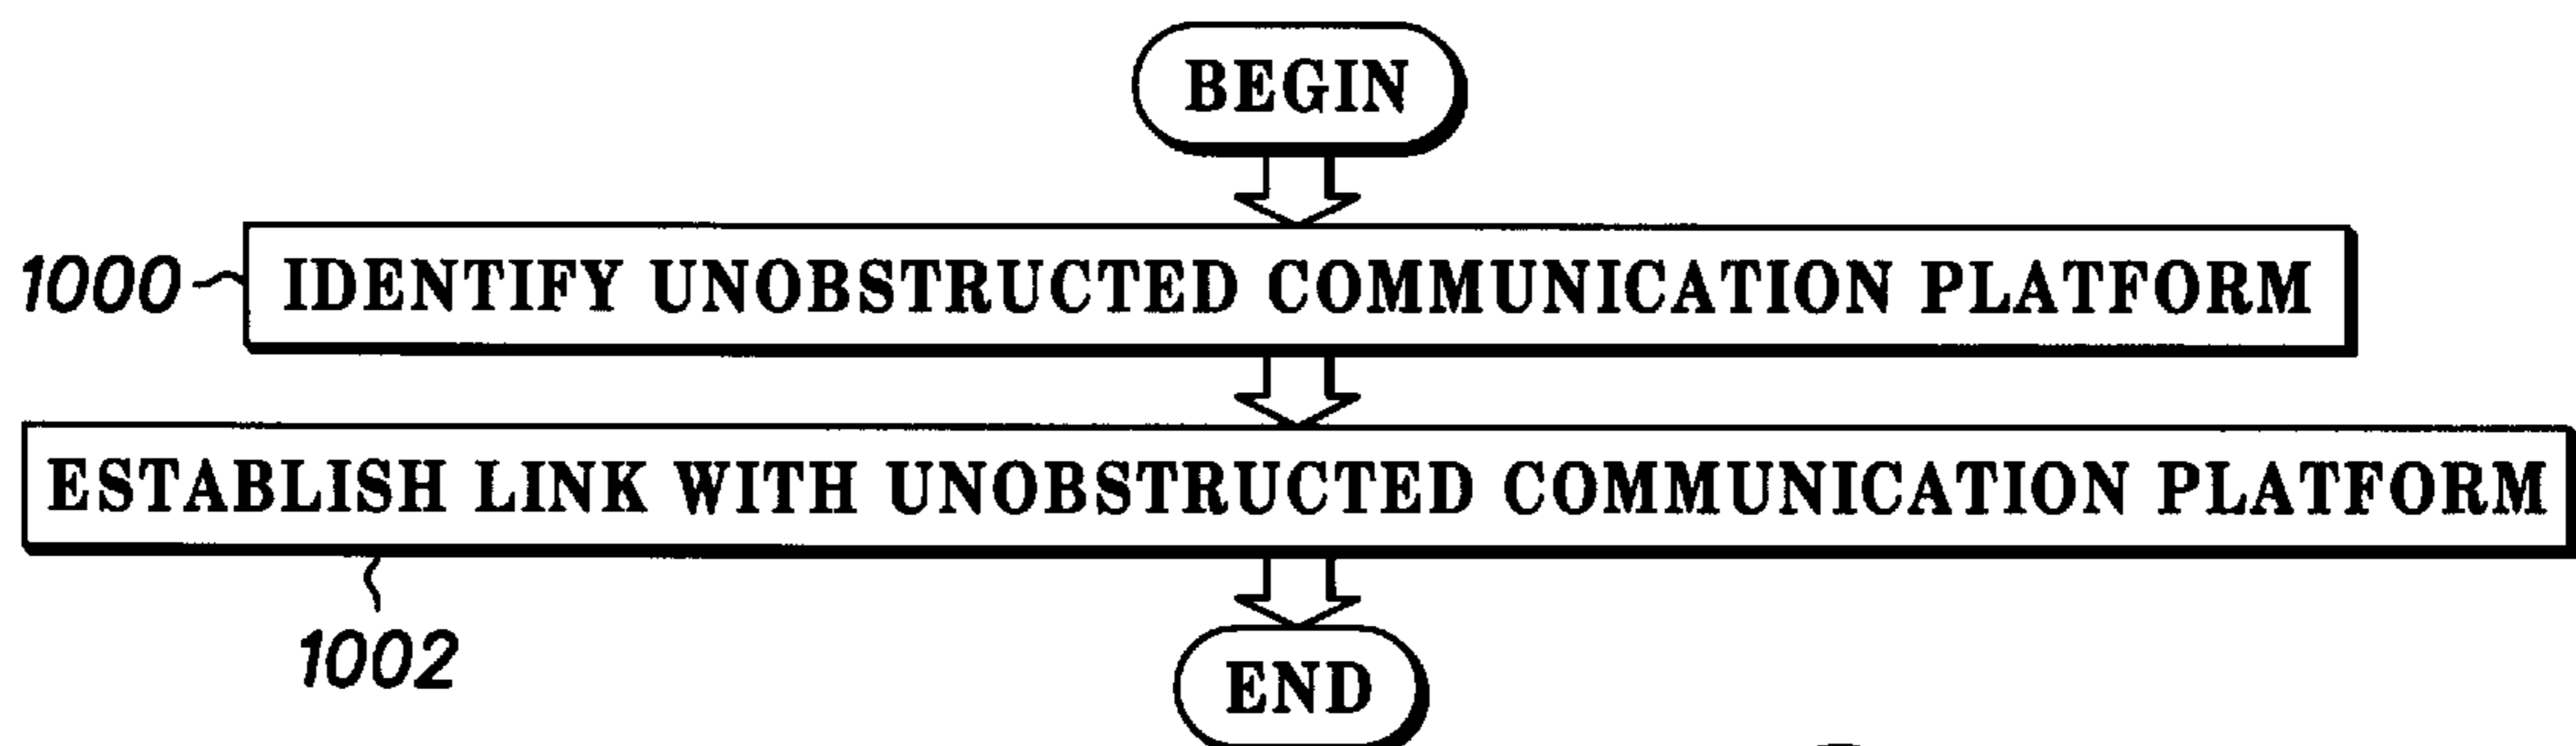 BEGIN
1000
IDENTIFY UNOBSTRUCTED COMMUNICATION PLATFORM
ESTABLISH LINK WITH UNOBSTRUCTED COMMUNICATION PLATFORM
1002
END